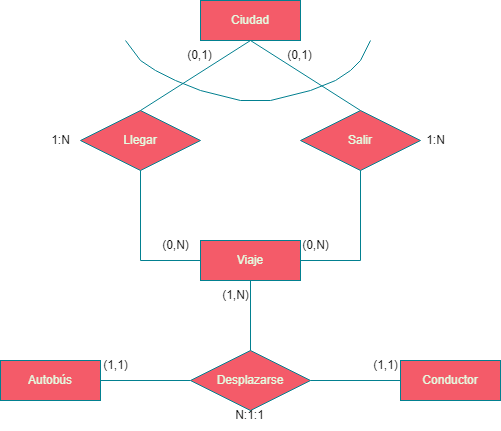 Ciudad
(0,1)
(0,1)
1:N
Llegar
Salir
1:N
(0,N)
(0,N)
Viaje
(1,N)
(1,1)
(1,1)
Autobús
Desplazarse
Conductor
N:1:1